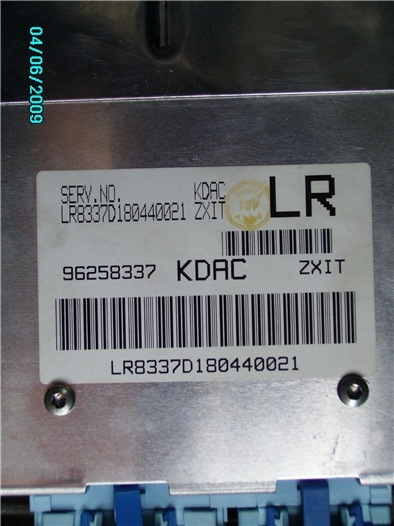 04/06/2009
SERV.NO. KDAC LR
LR8337D180440021 ZXIT
96258337 KDAC ZXIT
LR8337D180440021